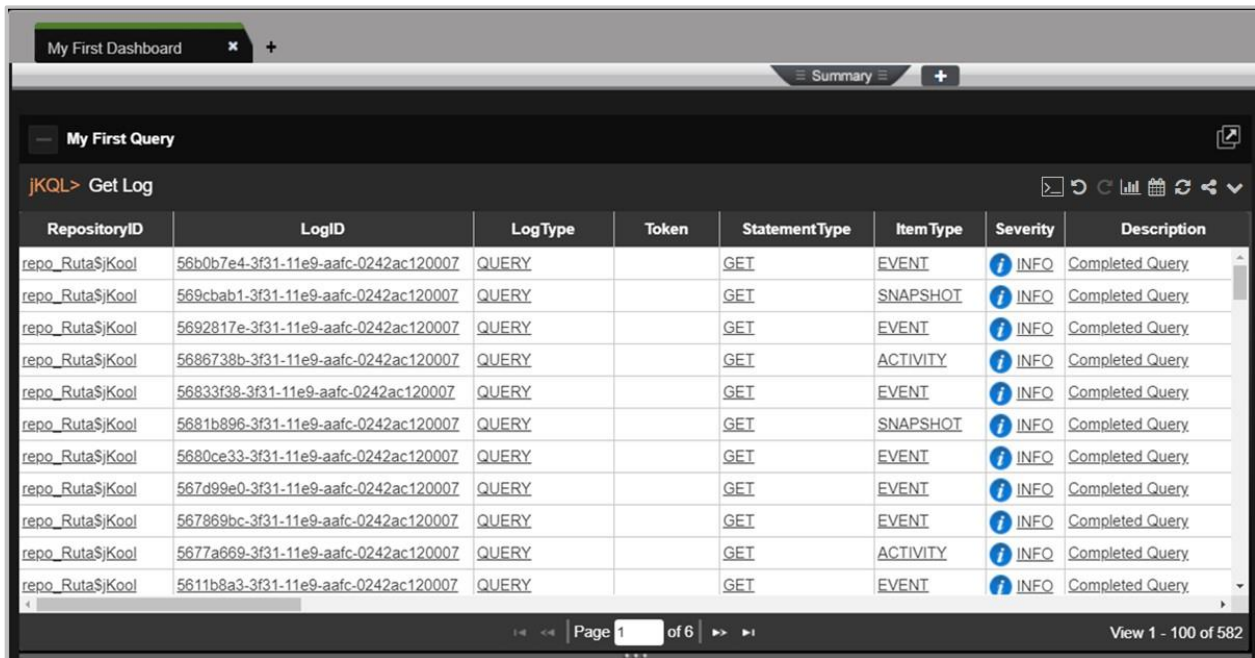 My First Dashboard
Summary
My First Query
jKQL> Get Log
RepositoryID LogID LogType Token StatementType ItemType Severity Description
repo_Ruta$jKool 56b0b7e4-3f31-11e9-aafc-0242ac120007 QUERY GET EVENT INFO Completed Query
repo_Ruta$jKool 569cbab1-3f31-11e9-aafc-0242ac120007 QUERY GET SNAPSHOT INFO Completed Query
repo_Ruta$jKool 5692817e-3f31-11e9-aafc-0242ac120007 QUERY GET EVENT INFO Completed Query
repo_Ruta$jKool 5686738b-3f31-11e9-aafc-0242ac120007 QUERY GET ACTIVITY INFO Completed Query
repo_Ruta$jKool 56833f38-3f31-11e9-aafc-0242ac120007 QUERY GET EVENT INFO Completed Query
repo_Ruta$jKool 5681b896-3f31-11e9-aafc-0242ac120007 QUERY GET SNAPSHOT INFO Completed Query
repo_Ruta$jKool 5680ce33-3f31-11e9-aafc-0242ac120007 QUERY GET EVENT INFO Completed Query
repo_Ruta$jKool 567d99e0-3f31-11e9-aafc-0242ac120007 QUERY GET EVENT INFO Completed Query
repo_Ruta$jKool 567869bc-3f31-11e9-aafc-0242ac120007 QUERY GET EVENT INFO Completed Query
repo_Ruta$jKool 5677a669-3f31-11e9-aafc-0242ac120007 QUERY GET ACTIVITY INFO Completed Query
repo_Ruta$jKool 5611b8a3-3f31-11e9-aafc-0242ac120007 QUERY GET EVENT INFO Completed Query
Page 1 of 6 View 1 - 100 of 582